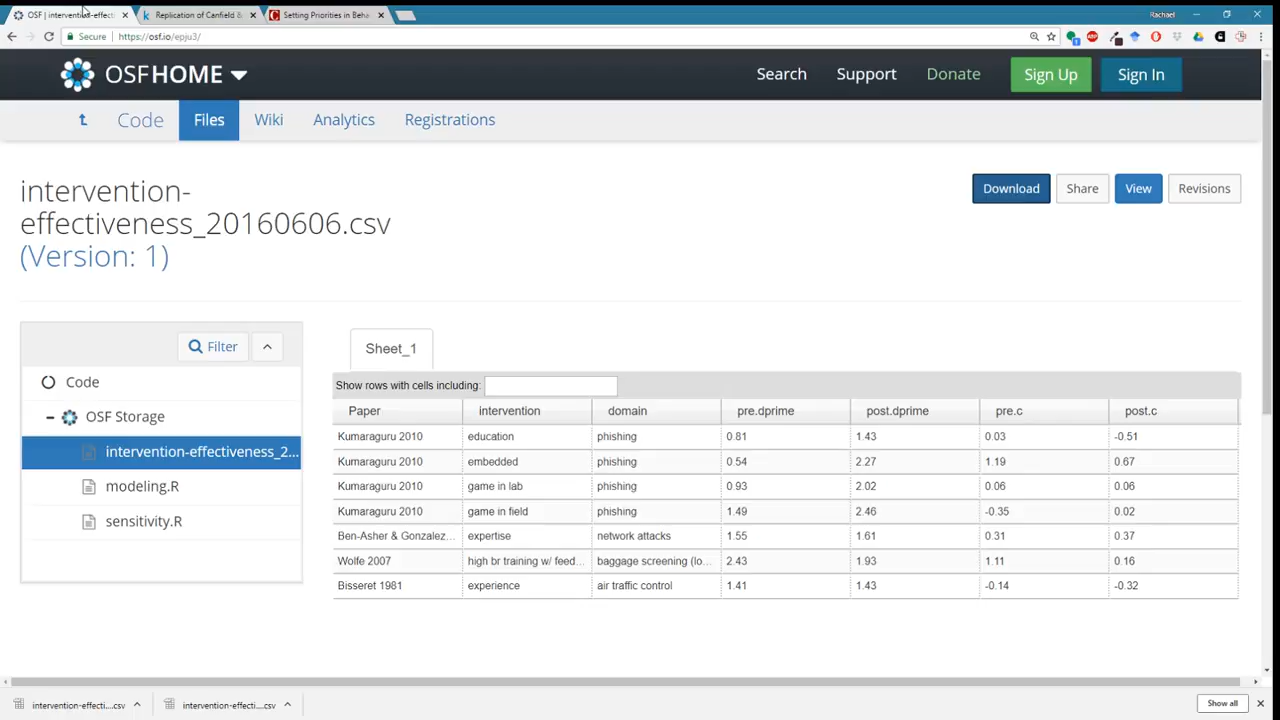 OSF | intervention-effect
Replication of Canfield &
Setting Priorities in Beha
Rachael
Secure | https://osf.io/epju3/
OSFHOME
Search
Support
Donate
Sign Up
Sign In
Code
Files
Wiki
Analytics
Registrations
intervention-
effectiveness_20160606.csv
(Version: 1)
Download
Share
View
Revisions
Filter
Code
OSF Storage
intervention-effectiveness_2...
modeling.R
sensitivity.R
Sheet_1
Show rows with cells including:
Paper intervention domain pre.dprime post.dprime pre.c post.c
Kumaraguru 2010 education phishing 0.81 1.43 0.03 -0.51
Kumaraguru 2010 embedded phishing 0.54 2.27 1.19 0.67
Kumaraguru 2010 game in lab phishing 0.93 2.02 0.06 0.06
Kumaraguru 2010 game in field phishing 1.49 2.46 -0.35 0.02
Ben-Asher & Gonzalez... expertise network attacks 1.55 1.61 0.31 0.37
Wolfe 2007 high br training w/ feed... baggage screening (lo... 2.43 1.93 1.11 0.16
Bisseret 1981 experience air traffic control 1.41 1.43 -0.14 -0.32
intervention-effecti....csv
intervention-effecti....csv
Show all